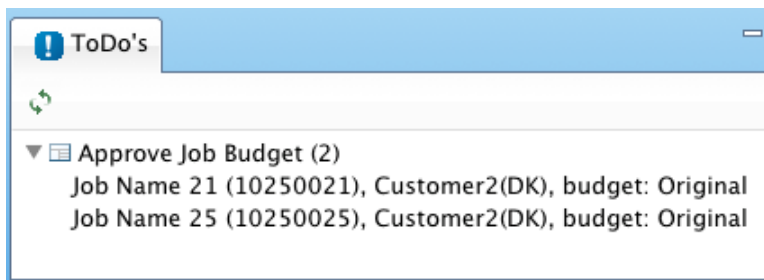 ToDo's
Approve Job Budget (2)
Job Name 21 (10250021), Customer2(DK), budget: Original
Job Name 25 (10250025), Customer2(DK), budget: Original